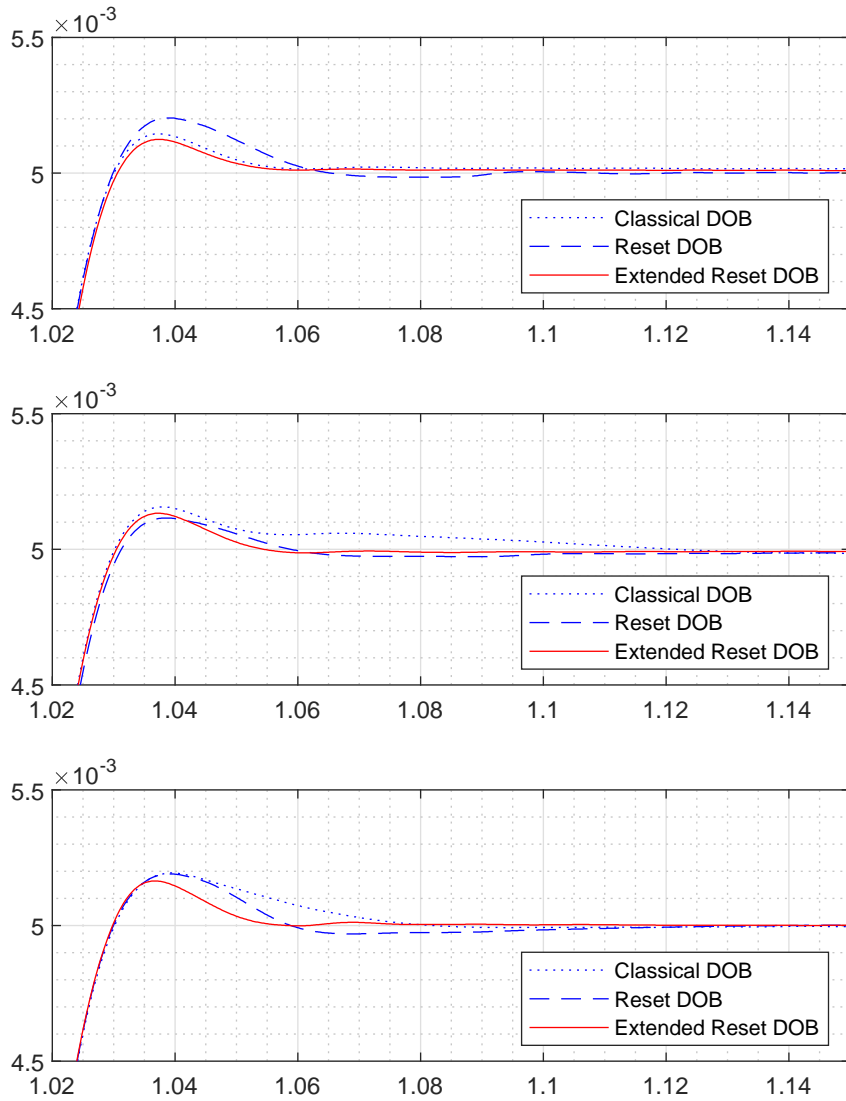 5.5 ×10-3
5
Classical DOB
Reset DOB
Extended Reset DOB
4.5
1.02 1.04 1.06 1.08 1.1 1.12 1.14
5.5 ×10-3
5
Classical DOB
Reset DOB
Extended Reset DOB
4.5
1.02 1.04 1.06 1.08 1.1 1.12 1.14
5.5 ×10-3
5
Classical DOB
Reset DOB
Extended Reset DOB
4.5
1.02 1.04 1.06 1.08 1.1 1.12 1.14